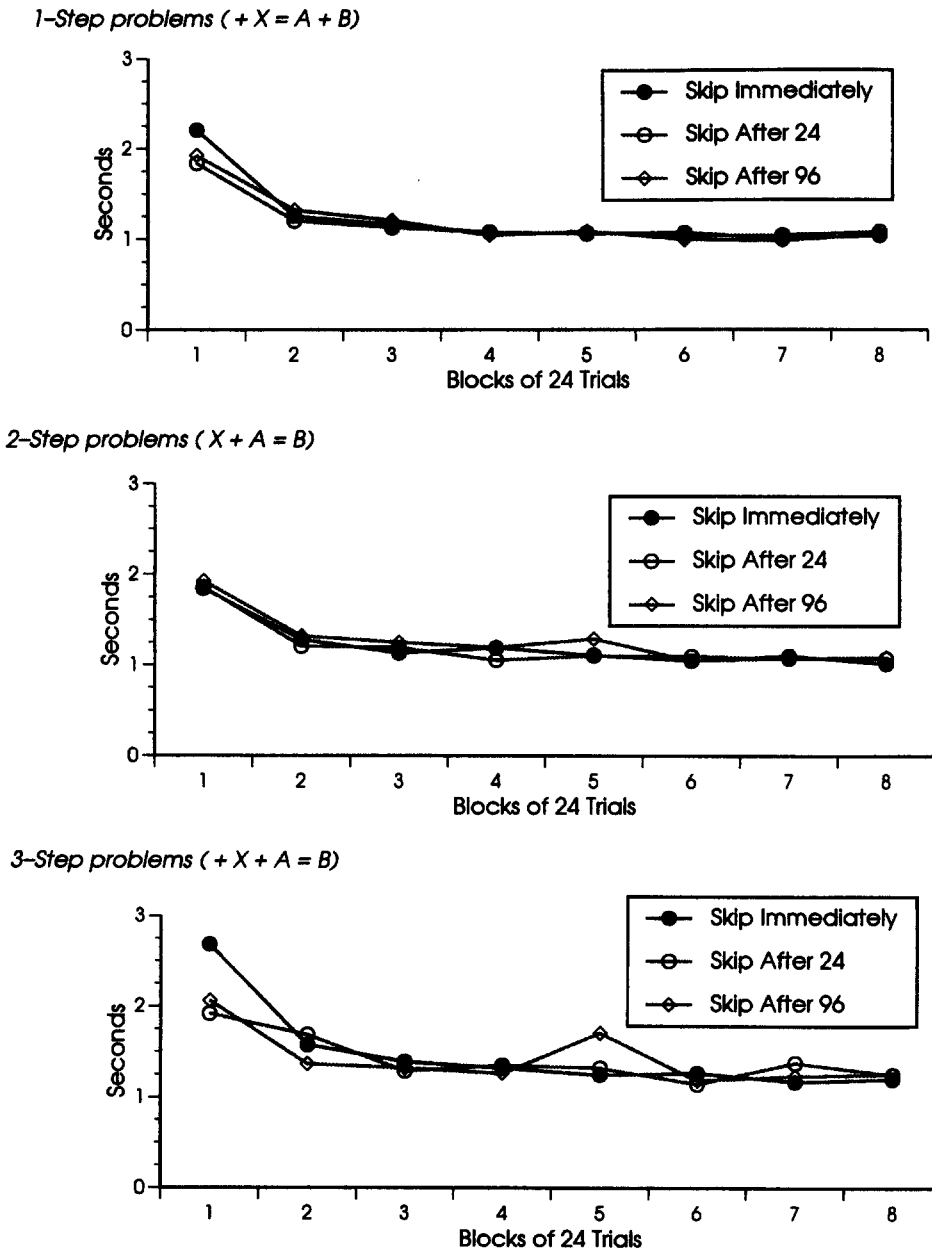 1–Step problems ( + X = A + B)
3
2
1
0
Seconds
Skip Immediately
Skip After 24
Skip After 96
1 2 3 4 5 6 7 8
Blocks of 24 Trials
2–Step problems ( X + A = B)
3
2
1
0
Seconds
Skip Immediately
Skip After 24
Skip After 96
1 2 3 4 5 6 7 8
Blocks of 24 Trials
3–Step problems ( + X + A = B)
3
2
1
0
Seconds
Skip Immediately
Skip After 24
Skip After 96
1 2 3 4 5 6 7 8
Blocks of 24 Trials